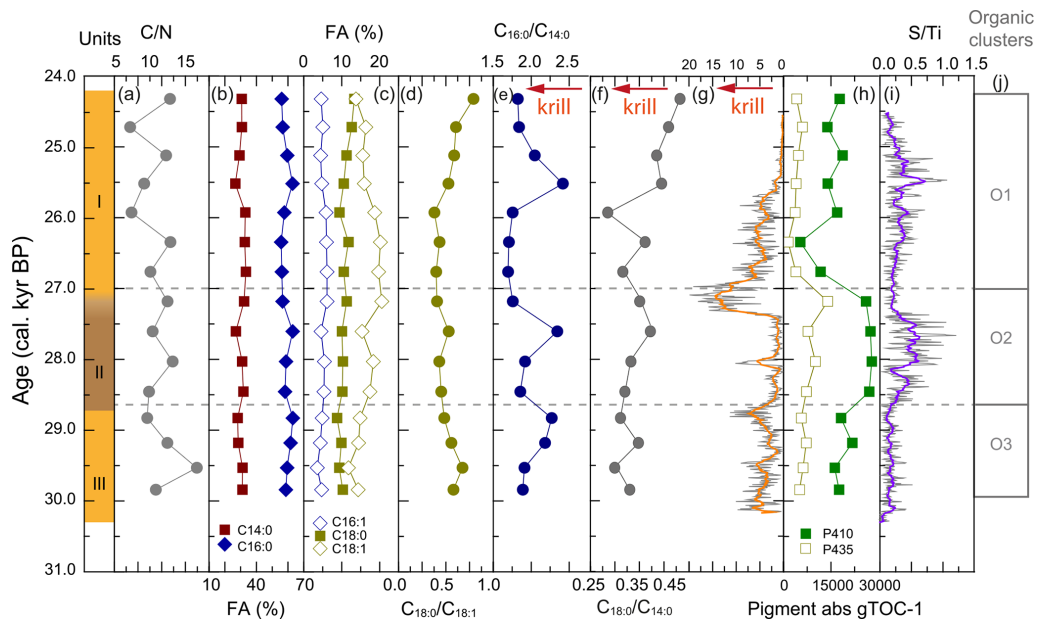 C/N FA (%) C16:0/C14:0 S/Ti Organic
Units clusters
5 10 15 0 10 20 1.5 2.0 2.5 20 15 10 5 0 0.0 0.5 1.0 1.5
24.0 (a) (b) (c) (d) (e) (f) (g) (h) (i) (j)
krill krill
25.0
I O1
26.0
27.0
Age (cal. kyr BP)
O2
28.0 II
29.0
O3
III
30.0
C14:0 C16:1 P410
C16:0 C18:0 P435
C18:1
31.0
10 40 70 0.0 0.5 1.0 0.25 0.35 0.45 0 15000 30000
FA (%) C18:0/C18:1 C18:0/C14:0 Pigment abs gTOC-1